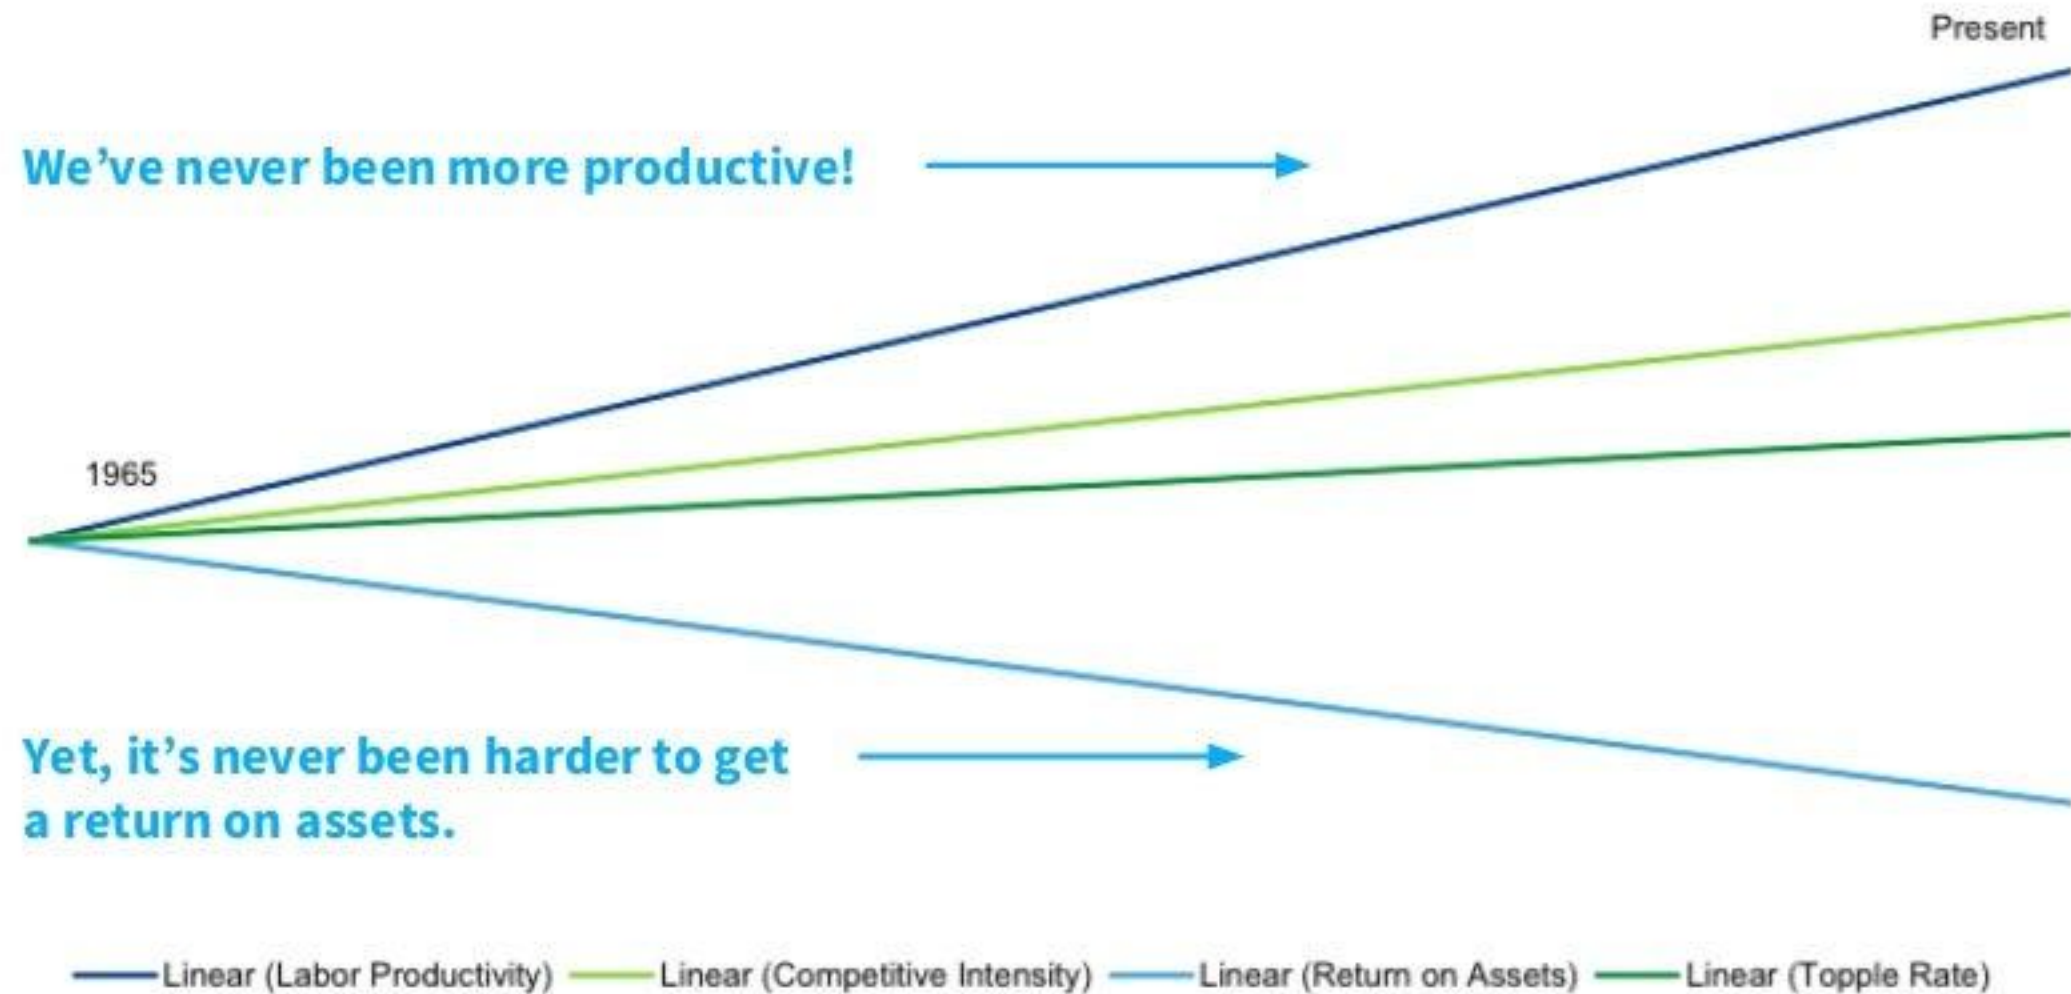 Present
We’ve never been more productive!
1965
Yet, it’s never been harder to get
a return on assets.
Linear (Labor Productivity) Linear (Competitive Intensity) Linear (Return on Assets) Linear (Topple Rate)